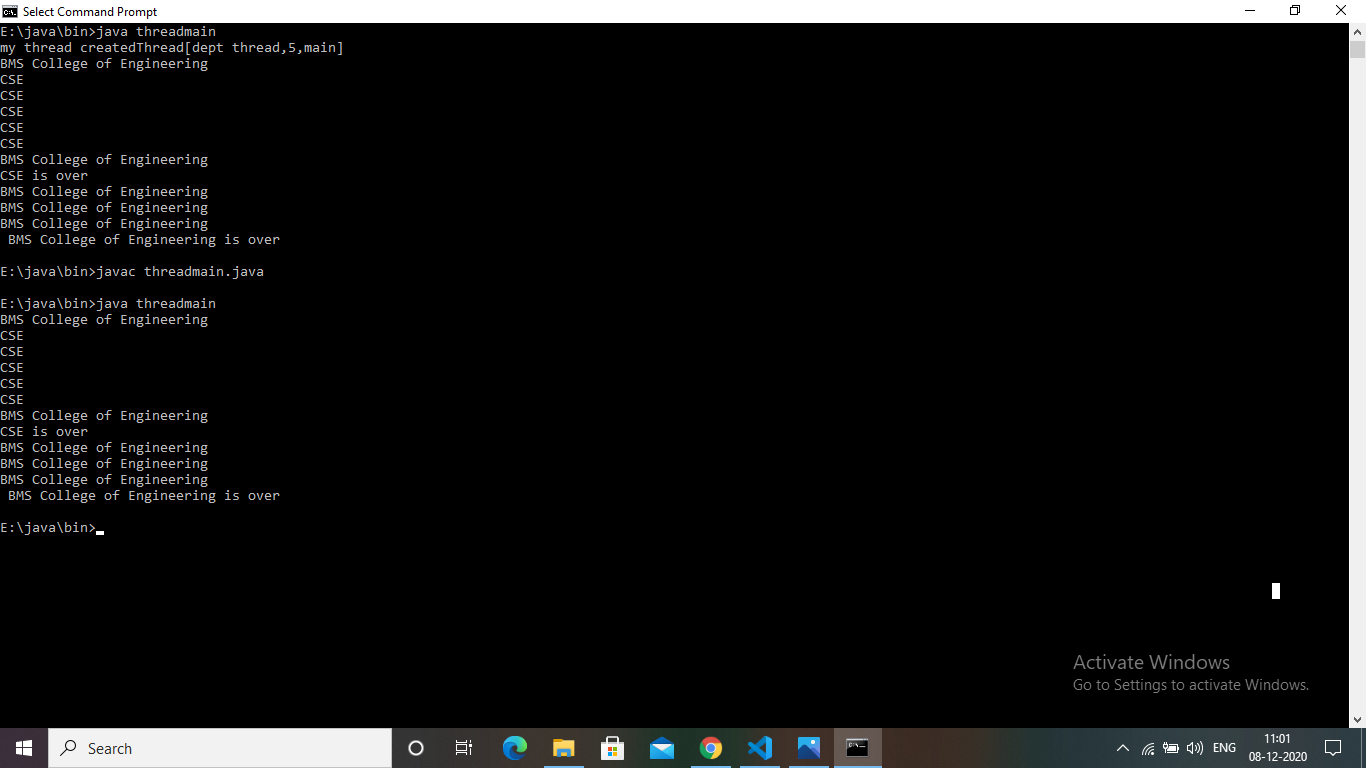 Select Command Prompt
E:\java\bin>java threadmain
my thread createdThread[dept thread,5,main]
BMS College of Engineering
CSE
CSE
CSE
CSE
CSE
BMS College of Engineering
CSE is over
BMS College of Engineering
BMS College of Engineering
BMS College of Engineering
 BMS College of Engineering is over
E:\java\bin>javac threadmain.java
E:\java\bin>java threadmain
BMS College of Engineering
CSE
CSE
CSE
CSE
CSE
BMS College of Engineering
CSE is over
BMS College of Engineering
BMS College of Engineering
BMS College of Engineering
 BMS College of Engineering is over
E:\java\bin>
Activate Windows
Go to Settings to activate Windows.
Search
ENG
11:01
08-12-2020